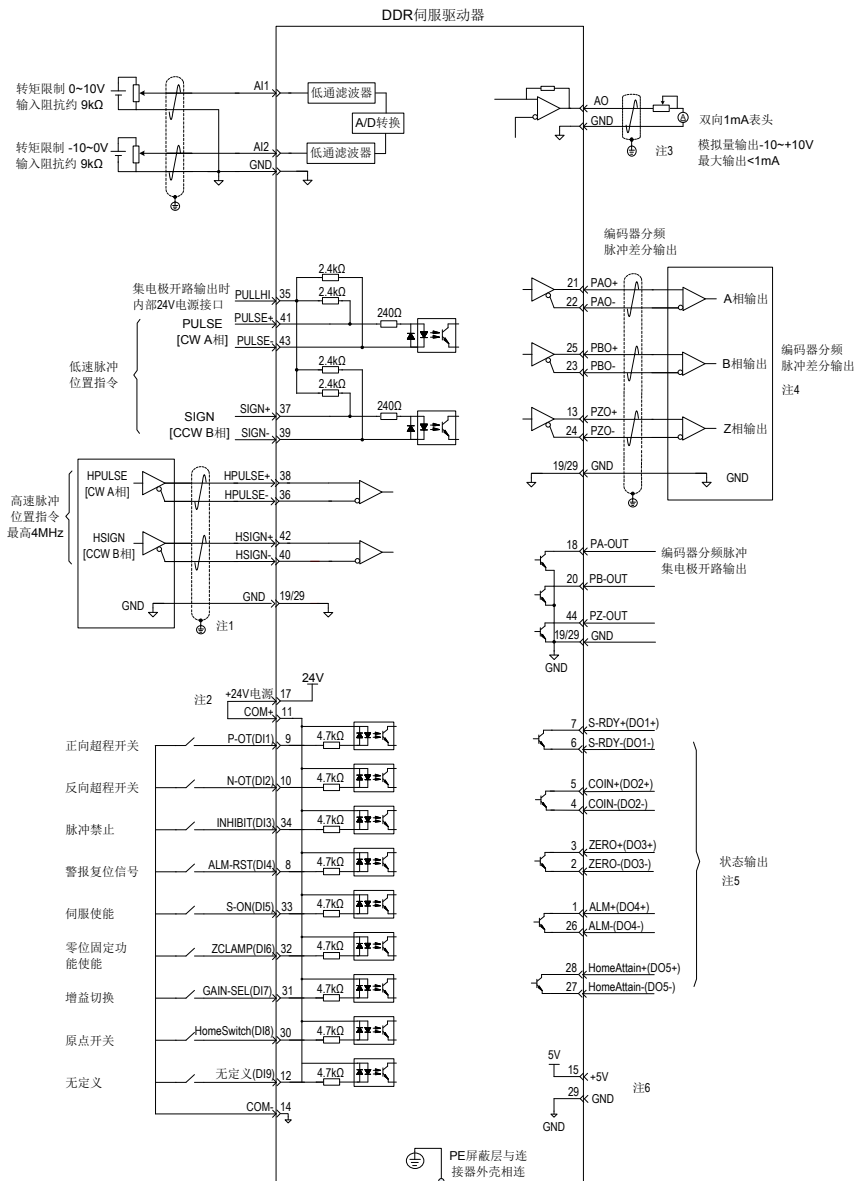 DDR伺服驱动器
转矩限制 0~10V
输入阻抗约 9kΩ
AI1
低通滤波器
A/D转换
转矩限制 -10~0V
输入阻抗约 9kΩ
AI2
低通滤波器
GND
AO
GND
A
双向1mA表头
注3
模拟量输出-10~+10V
最大输出<1mA
集电极开路输出时
内部24V电源接口
PULLHI 35
2.4kΩ
2.4kΩ
PULSE
[CW A相]
PULSE+ 41
240Ω
PULSE- 43
低速脉冲
位置指令
2.4kΩ
2.4kΩ
SIGN
[CCW B相]
SIGN+ 37
240Ω
SIGN- 39
编码器分频
脉冲差分输出
21 PAO+
22 PAO-
A相输出
25 PBO+
23 PBO-
B相输出
13 PZO+
24 PZO-
Z相输出
19/29 GND
GND
编码器分频
脉冲差分输出
注4
高速脉冲
位置指令
最高4MHz
HPULSE
[CW A相]
HPULSE+ 38
HPULSE- 36
HSIGN
[CCW B相]
HSIGN+ 42
HSIGN- 40
GND
GND 19/29
注1
18 PA-OUT
编码器分频脉冲
集电极开路输出
20 PB-OUT
44 PZ-OUT
19/29 GND
GND
24V
注2
+24V电源 17
COM+ 11
正向超程开关
P-OT(DI1) 9 4.7kΩ
反向超程开关
N-OT(DI2) 10 4.7kΩ
脉冲禁止
INHIBIT(DI3) 34 4.7kΩ
警报复位信号
ALM-RST(DI4) 8 4.7kΩ
伺服使能
S-ON(DI5) 33 4.7kΩ
零位固定功
能使能
ZCLAMP(DI6) 32 4.7kΩ
增益切换
GAIN-SEL(DI7) 31 4.7kΩ
原点开关
HomeSwitch(DI8) 30 4.7kΩ
无定义
无定义(DI9) 12 4.7kΩ
COM- 14
7 S-RDY+(DO1+)
6 S-RDY-(DO1-)
5 COIN+(DO2+)
4 COIN-(DO2-)
3 ZERO+(DO3+)
2 ZERO-(DO3-)
1 ALM+(DO4+)
26 ALM-(DO4-)
28 HomeAttain+(DO5+)
27 HomeAttain-(DO5-)
状态输出
注5
5V
15 +5V
29 GND
GND
注6
PE屏蔽层与连
接器外壳相连